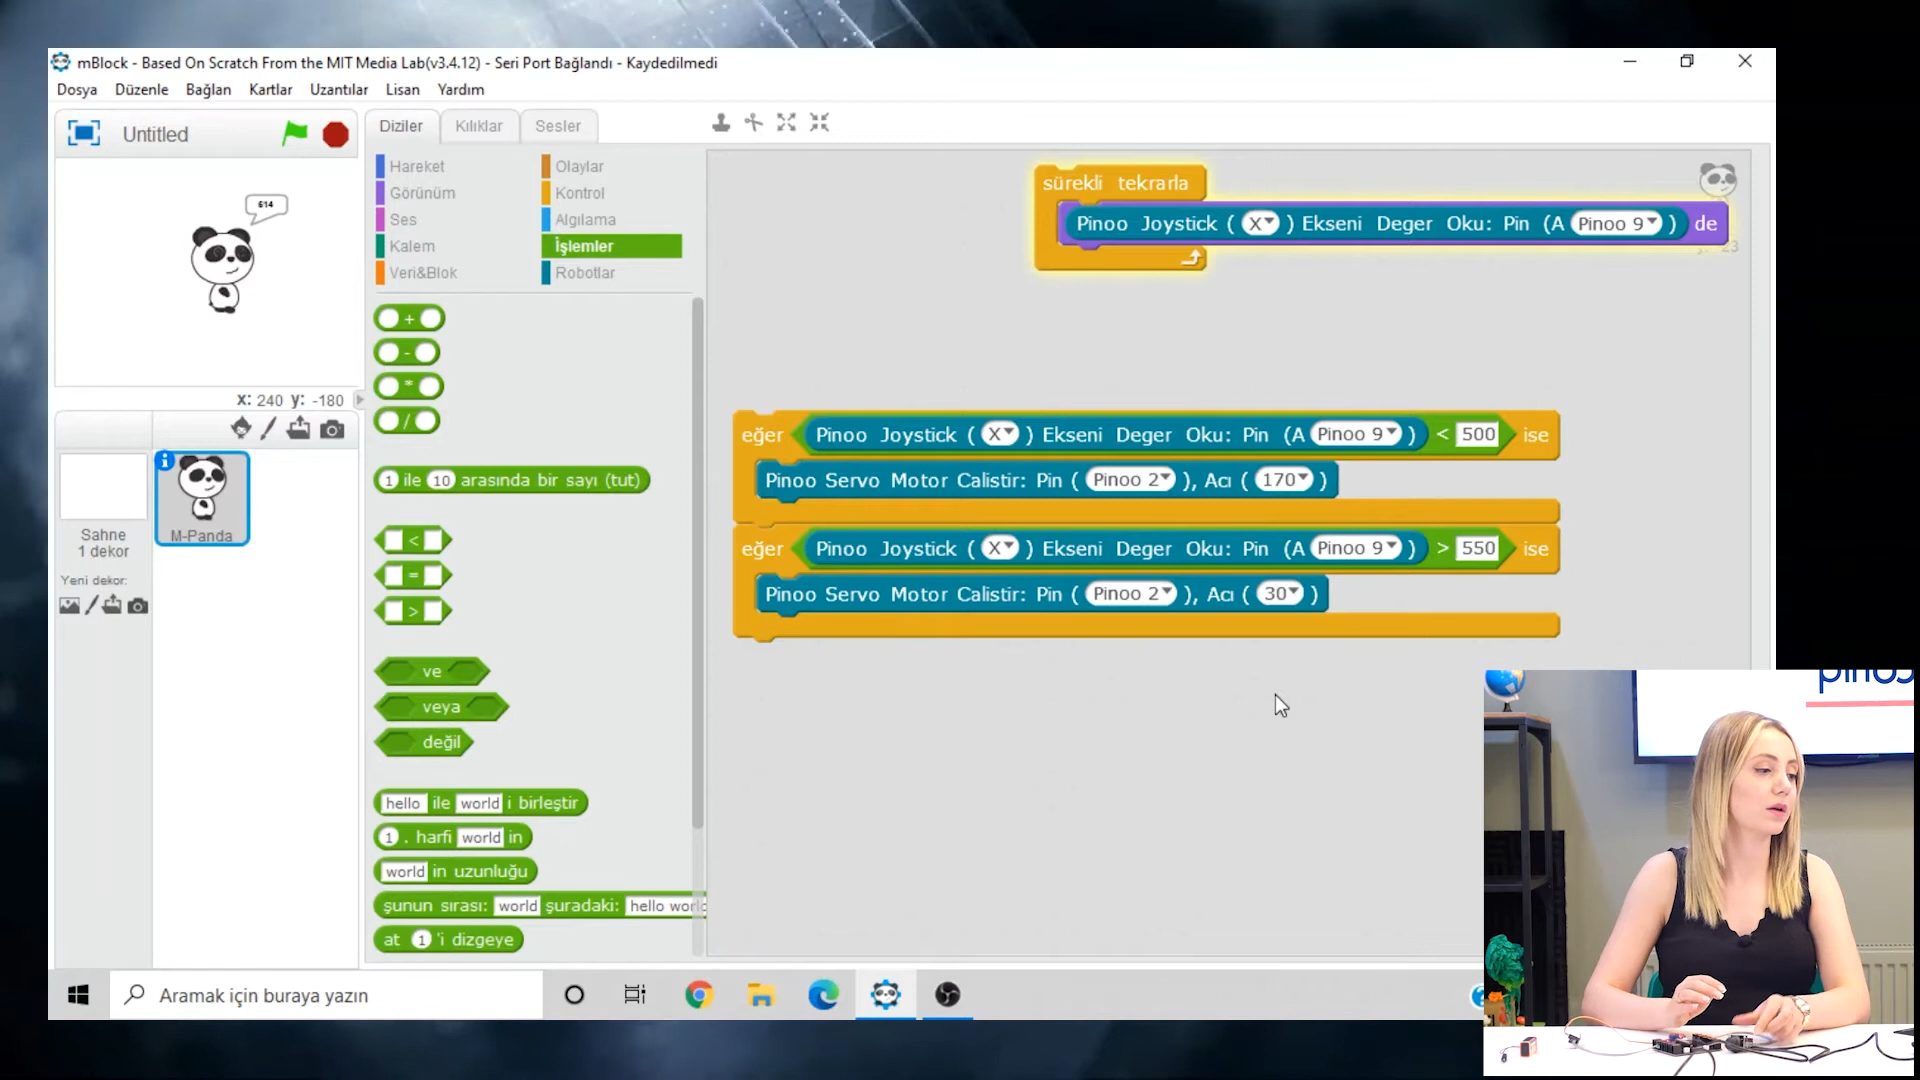 mBlock - Based On Scratch From the MIT Media Lab(v3.4.12) - Seri Port Bağlandı - Kaydedilmedi
Dosya Düzenle Bağlan Kartlar Uzantılar Lisan Yardım
Untitled
614
x: 240 y: -180
Sahne
1 dekor
Yeni dekor:
M-Panda
Diziler Kılıklar Sesler
Hareket Olaylar
Görünüm Kontrol
Ses Algılama
Kalem İşlemler
Veri&Blok Robotlar
+
-
*
/
1 ile 10 arasında bir sayı (tut)
<
=
>
ve
veya
değil
hello ile world i birleştir
1 . harfi world in
world in uzunluğu
şunun sırası: world şuradaki: hello world
at 1 'i dizgeye
sürekli tekrarla
Pinoo Joystick ( X ) Ekseni Deger Oku: Pin (A Pinoo 9 ) de
23
eğer Pinoo Joystick ( X ) Ekseni Deger Oku: Pin (A Pinoo 9 ) < 500 ise
Pinoo Servo Motor Calistir: Pin ( Pinoo 2 ), Acı ( 170 )
eğer Pinoo Joystick ( X ) Ekseni Deger Oku: Pin (A Pinoo 9 ) > 550 ise
Pinoo Servo Motor Calistir: Pin ( Pinoo 2 ), Acı ( 30 )
Aramak için buraya yazın